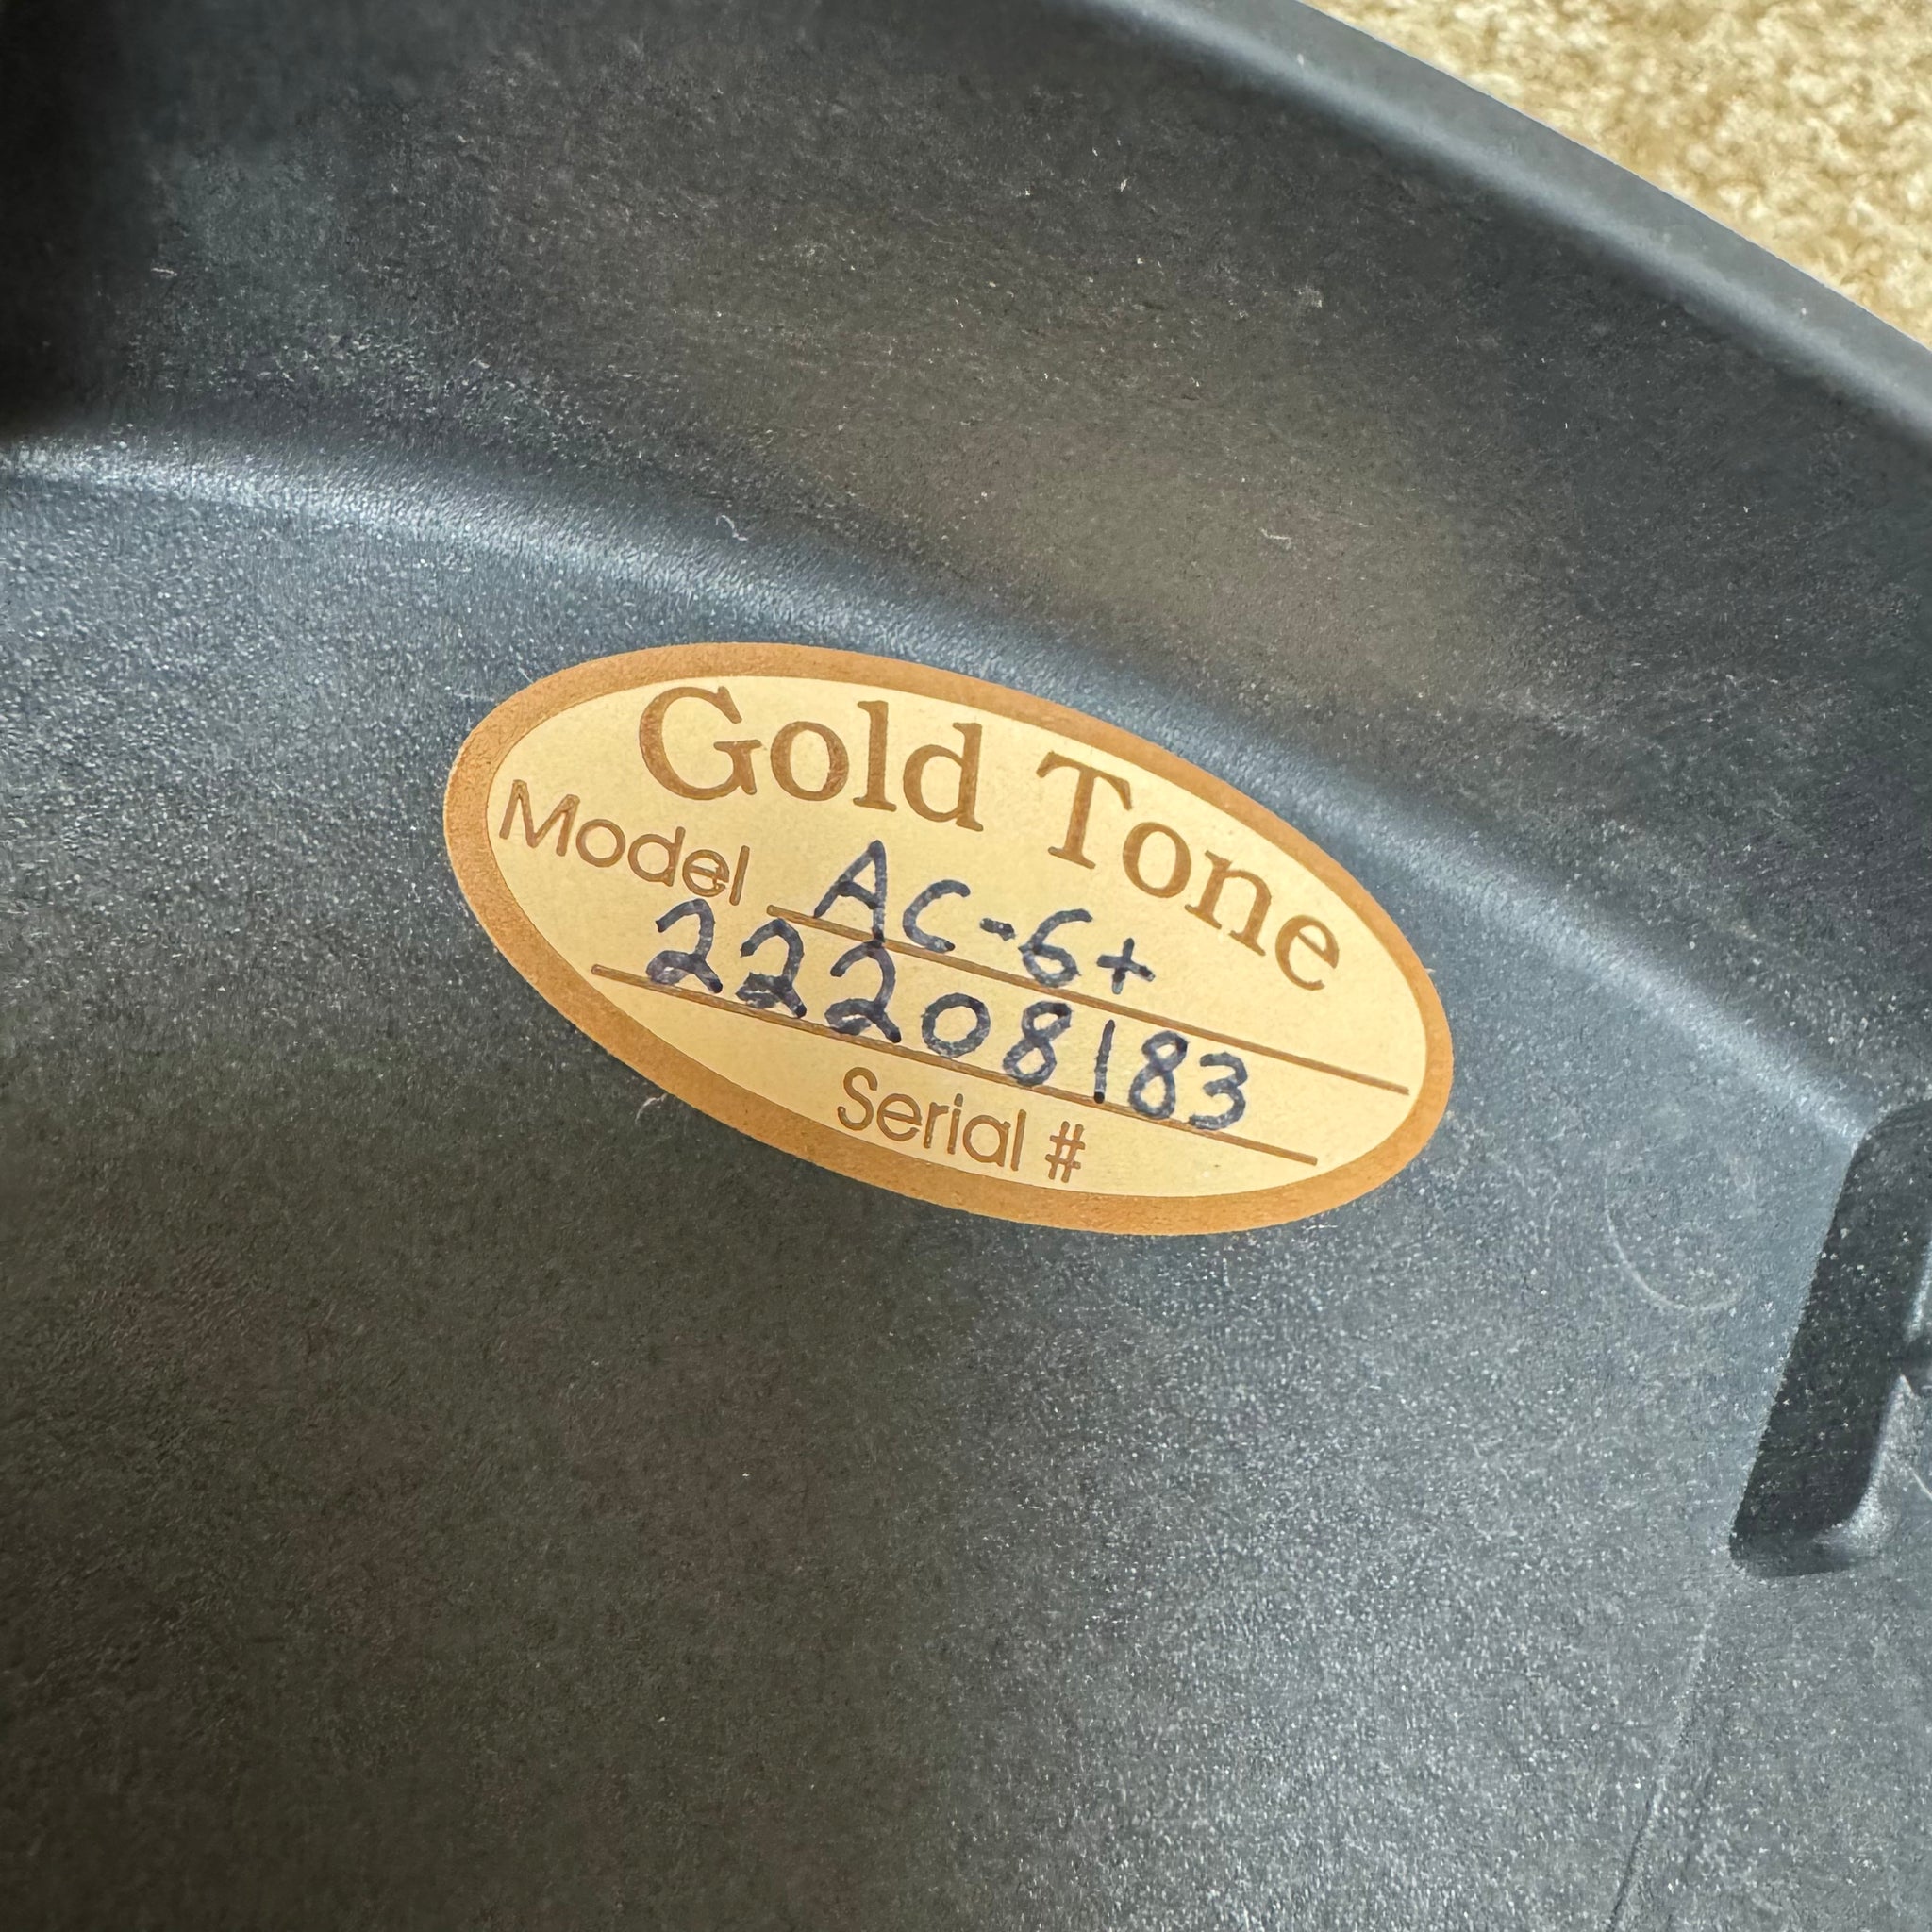 Gold Tone
Model AC-6+
22208183
Serial #